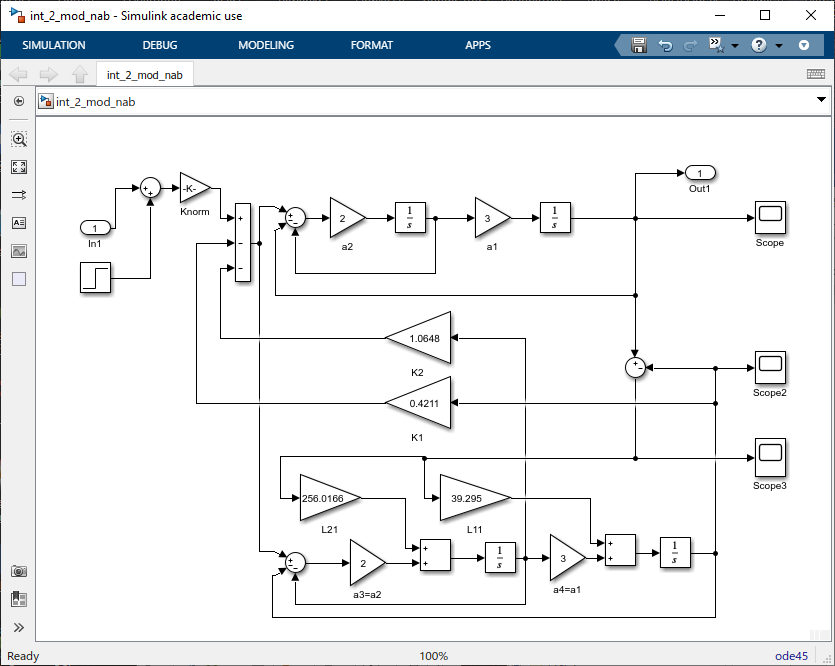 int_2_mod_nab - Simulink academic use
SIMULATION DEBUG MODELING FORMAT APPS
int_2_mod_nab
int_2_mod_nab
1
In1
-K-
Knorm
2
a2
1
s
3
a1
1
s
1
Out1
Scope
1.0648
K2
0.4211
K1
Scope2
Scope3
256.0166
L21
39.295
L11
2
a3=a2
1
s
3
a4=a1
1
s
Ready 100% ode45